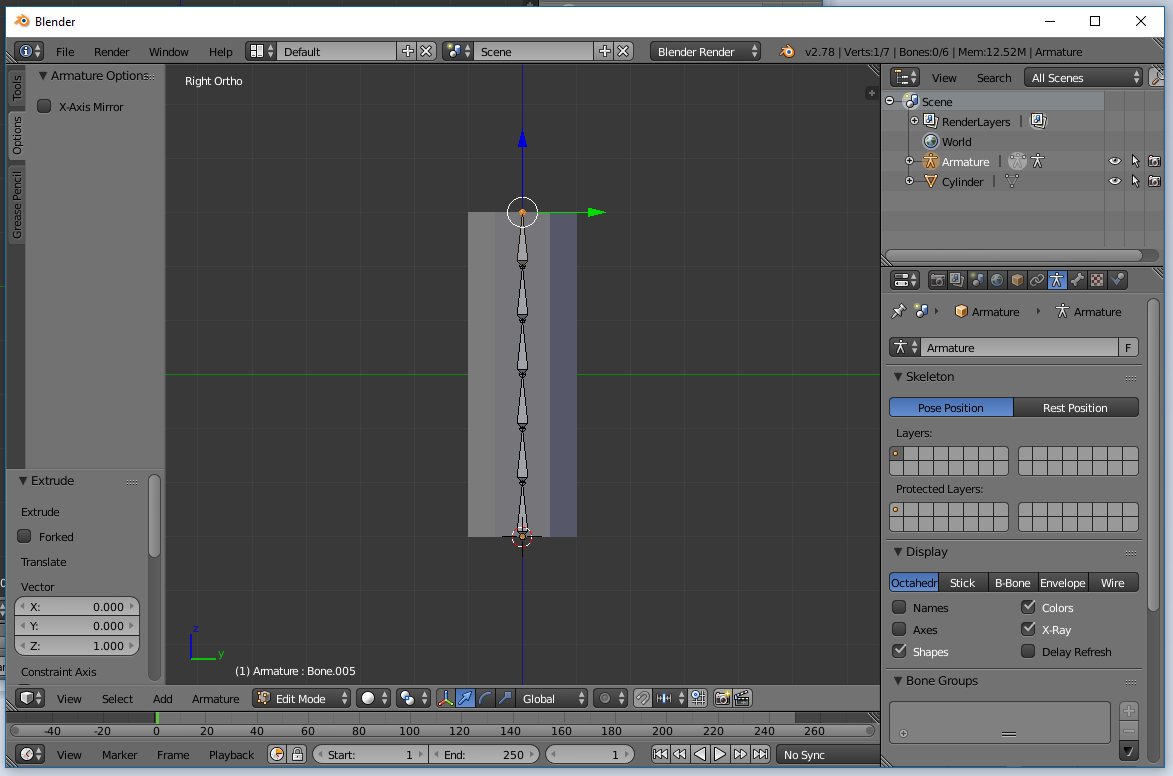 Blender
File Render Window Help Default Scene Blender Render v2.78 | Verts:1/7 | Bones:0/6 | Mem:12.52M | Armature
Tools
Options
Grease Pencil
Armature Options
X-Axis Mirror
Extrude
Extrude
Forked
Translate
Vector
X: 0.000
Y: 0.000
Z: 1.000
Constraint Axis
Right Ortho
z
y
(1) Armature : Bone.005
View Select Add Armature Edit Mode Global
-40 -20 0 20 40 60 80 100 120 140 160 180 200 220 240 260
View Marker Frame Playback Start: 1 End: 250 1 No Sync
View Search All Scenes
Scene
RenderLayers
World
Armature
Cylinder
Armature Armature
Armature F
Skeleton
Pose Position Rest Position
Layers:
Protected Layers:
Display
Octahedr Stick B-Bone Envelope Wire
Names Colors
Axes X-Ray
Shapes Delay Refresh
Bone Groups